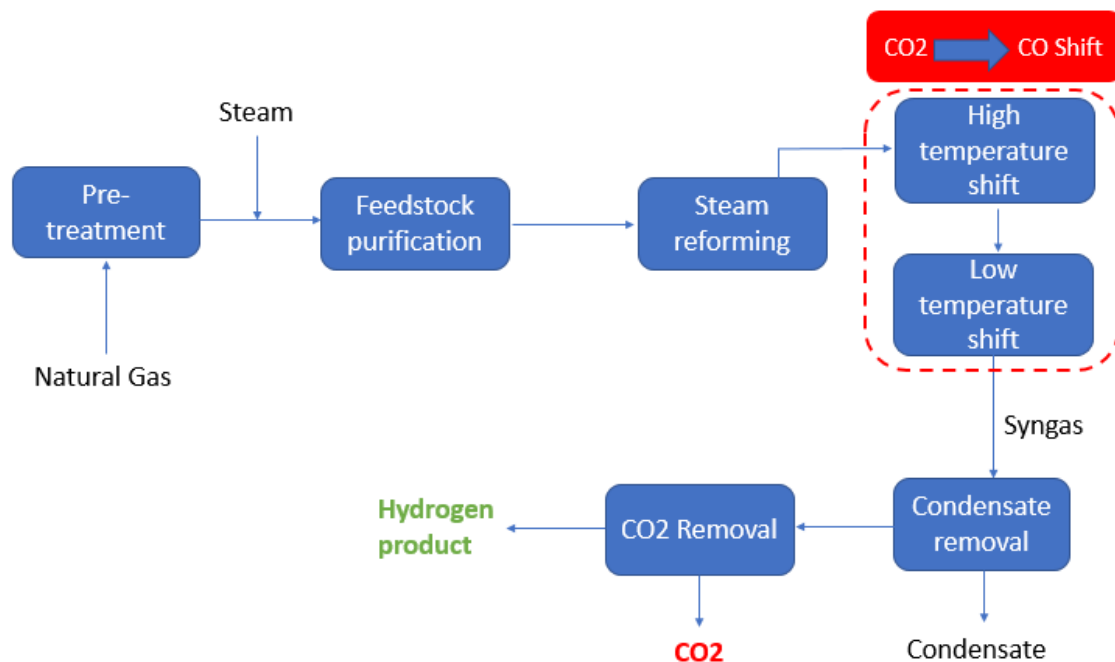 CO2 CO Shift
Steam
High
temperature
shift
Pre-
treatment
Feedstock
purification
Steam
reforming
Low
temperature
shift
Natural Gas
Syngas
Hydrogen
product
CO2 Removal
Condensate
removal
CO2
Condensate